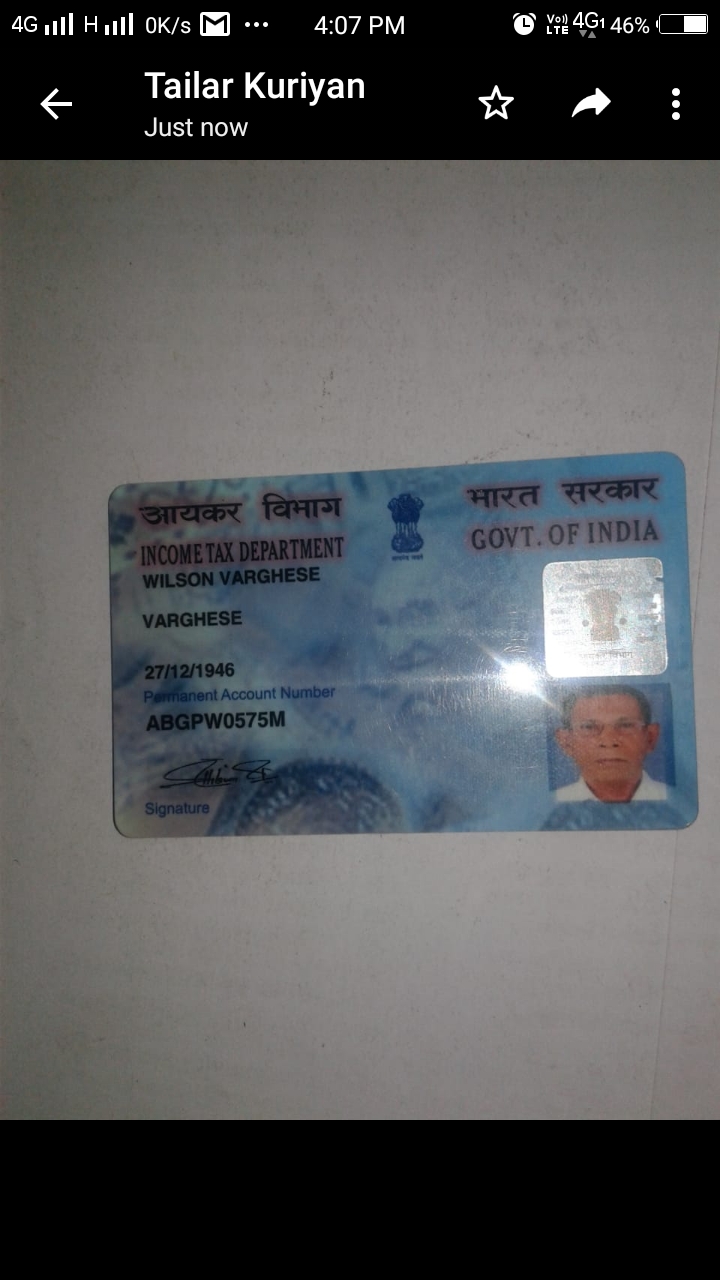 4G H 0K/s 4:07 PM Vo)) LTE 4G1 46%
Tailar Kuriyan
Just now
आयकर विभाग भारत सरकार
INCOME TAX DEPARTMENT GOVT. OF INDIA
WILSON VARGHESE
VARGHESE
27/12/1946
Permanent Account Number
ABGPW0575M
Signature